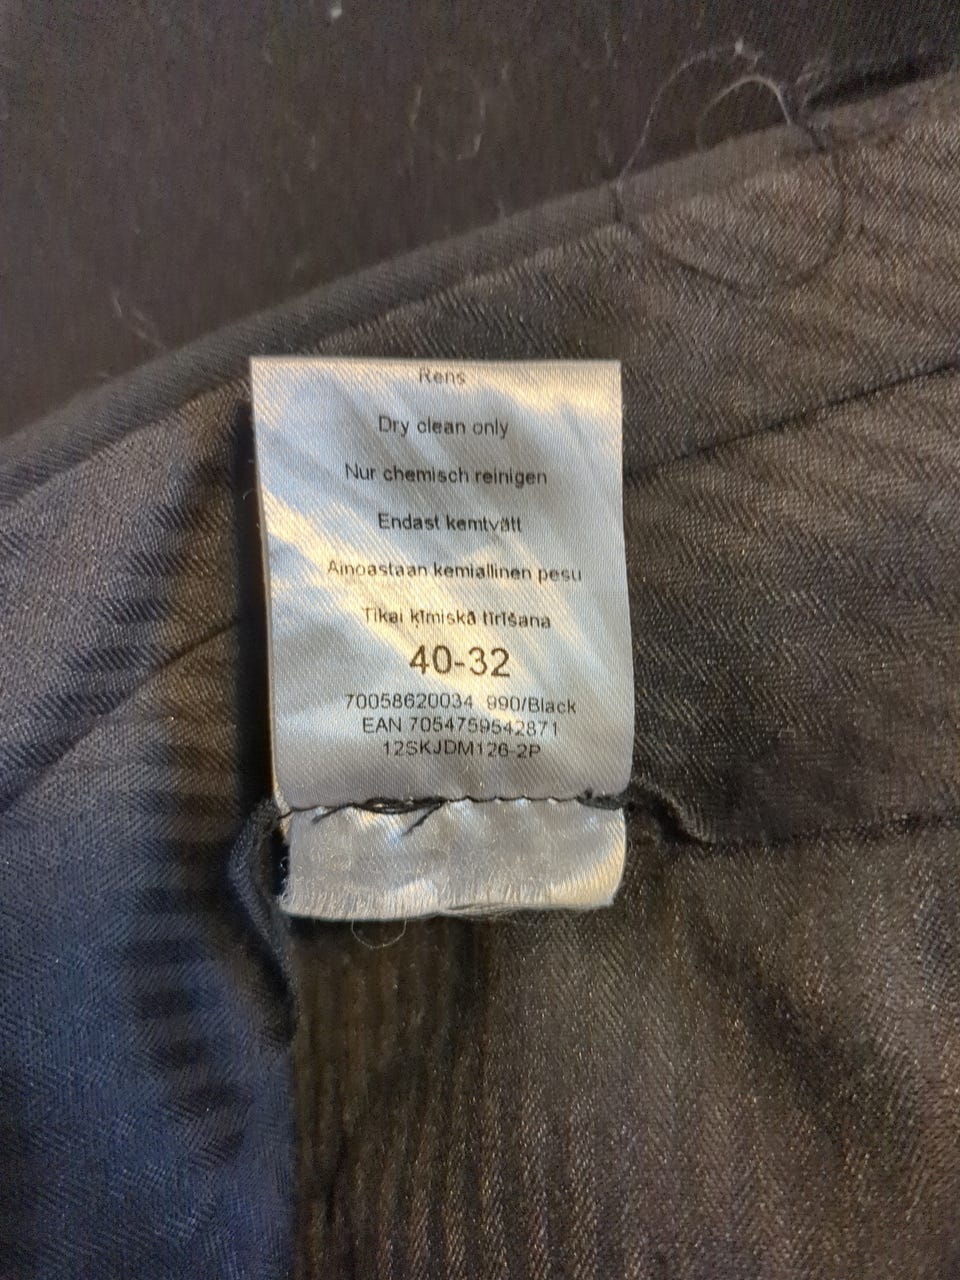 Rens
Dry clean only
Nur chemisch reinigen
Endast kemtvätt
Ainoastaan kemiallinen pesu
Tikai ķīmiskā tīrīšana
40-32
70058620034 990/Black
EAN 7054759542871
12SKJDM126-2P